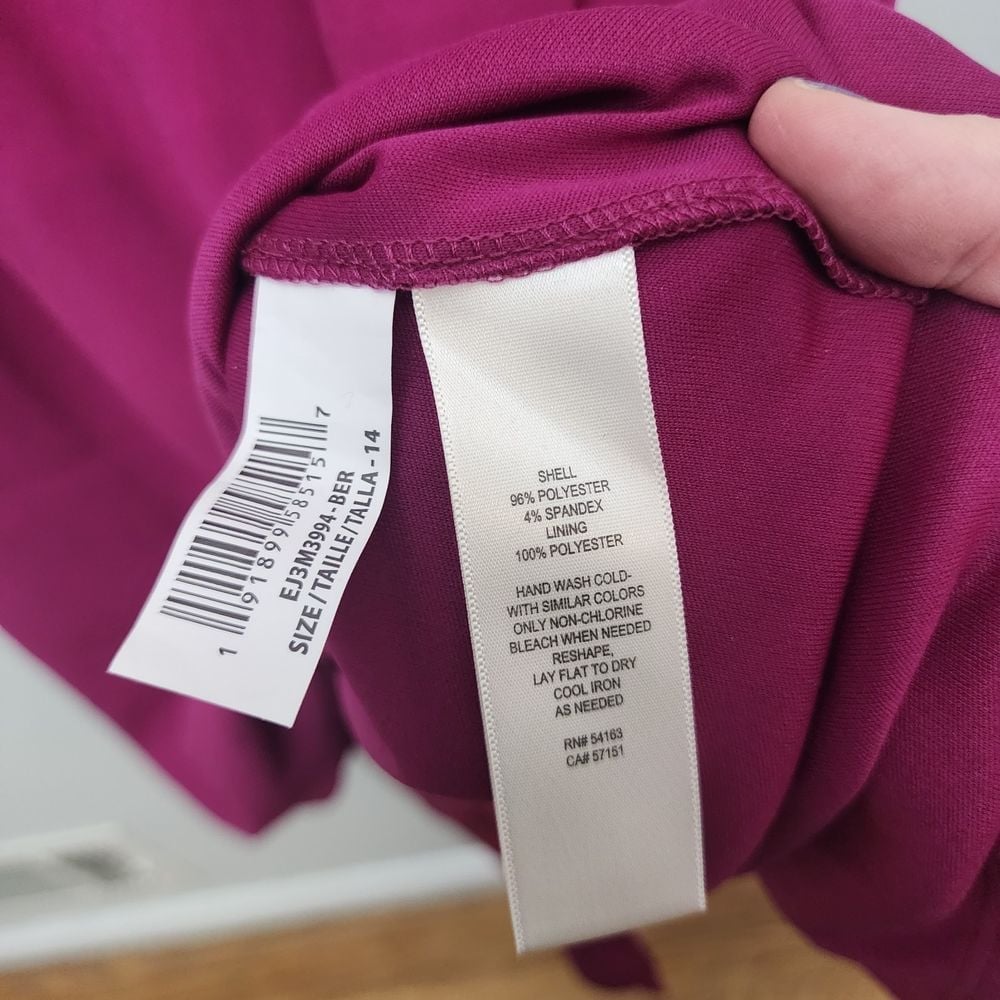 1 91899 58515 7
EJ3M3994-BER
SIZE/TAILLE/TALLA-14
SHELL
96% POLYESTER
4% SPANDEX
LINING
100% POLYESTER
HAND WASH COLD-
WITH SIMILAR COLORS
ONLY NON-CHLORINE
BLEACH WHEN NEEDED
RESHAPE,
LAY FLAT TO DRY
COOL IRON
AS NEEDED
RN# 54163
CA# 57151